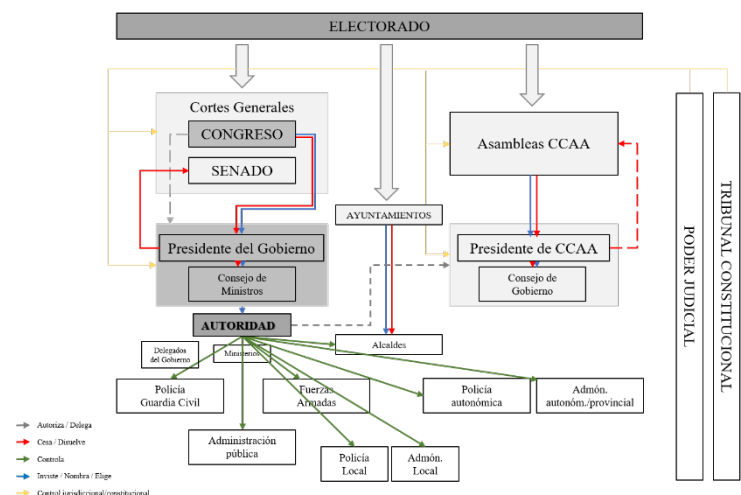 ELECTORADO
Cortes Generales
CONGRESO
SENADO
Asambleas CCAA
AYUNTAMIENTOS
Presidente del Gobierno
Consejo de
Ministros
Presidente de CCAA
Consejo de
Gobierno
AUTORIDAD
Delegados
del Gobierno
Ministerios
Alcaldes
Policía
Guardia Civil
Fuerzas
Armadas
Policía
autonómica
Admón.
autonóm./provincial
Administración
pública
Policía
Local
Admón.
Local
PODER JUDICIAL
TRIBUNAL CONSTITUCIONAL
Autoriza / Delega
Cesa / Disuelve
Controla
Inviste / Nombra / Elige
Control jurisdiccional/constitucional